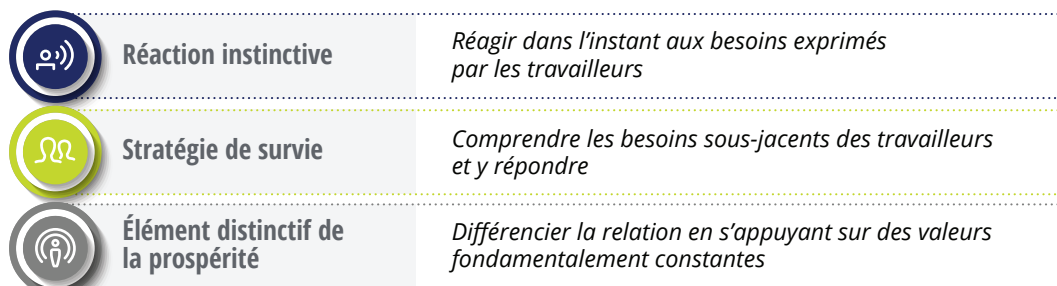 Réaction instinctive
Réagir dans l’instant aux besoins exprimés
par les travailleurs
Stratégie de survie
Comprendre les besoins sous-jacents des travailleurs
et y répondre
Élément distinctif de
la prospérité
Différencier la relation en s’appuyant sur des valeurs
fondamentalement constantes